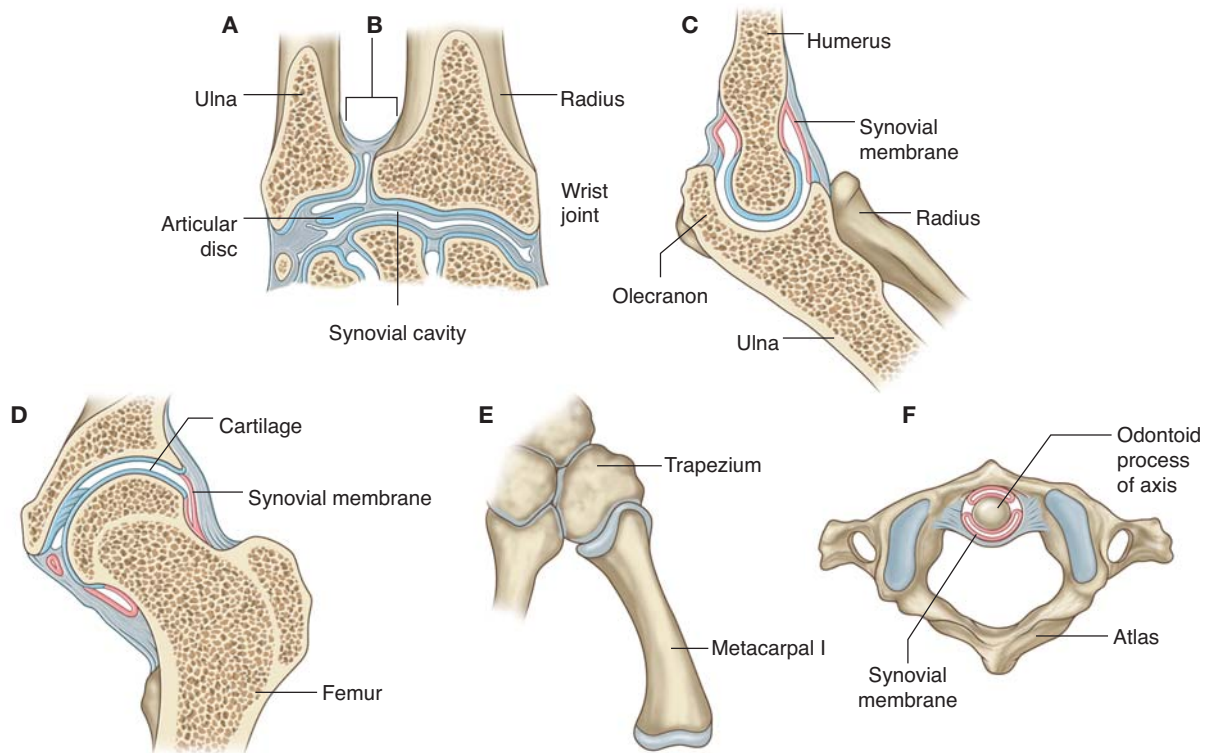 A
B
Ulna
Radius
Articular
disc
Wrist
joint
Synovial cavity
C
Humerus
Synovial
membrane
Radius
Olecranon
Ulna
D
Cartilage
Synovial membrane
Femur
E
Trapezium
Metacarpal I
F
Odontoid
process
of axis
Atlas
Synovial
membrane